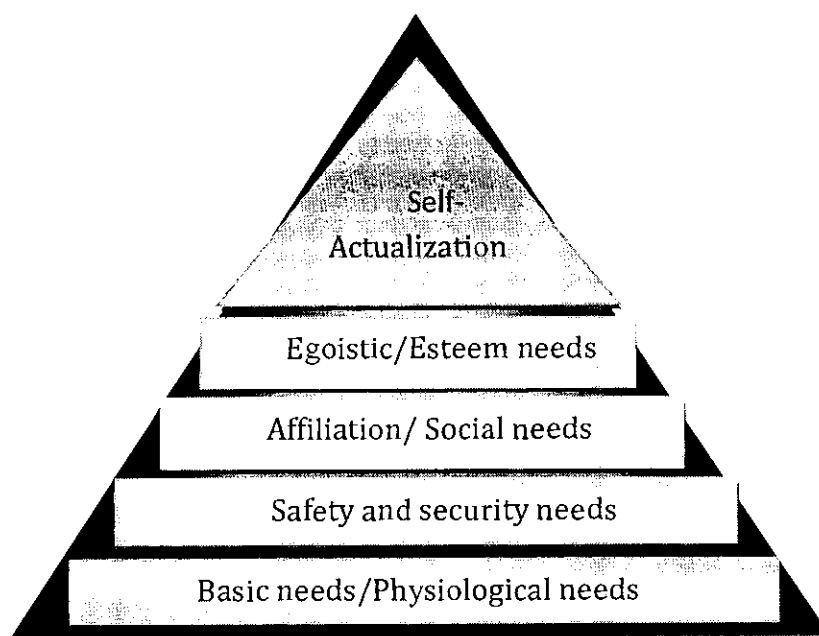 Self-
Actualization
Egoistic/Esteem needs
Affiliation/ Social needs
Safety and security needs
Basic needs/Physiological needs